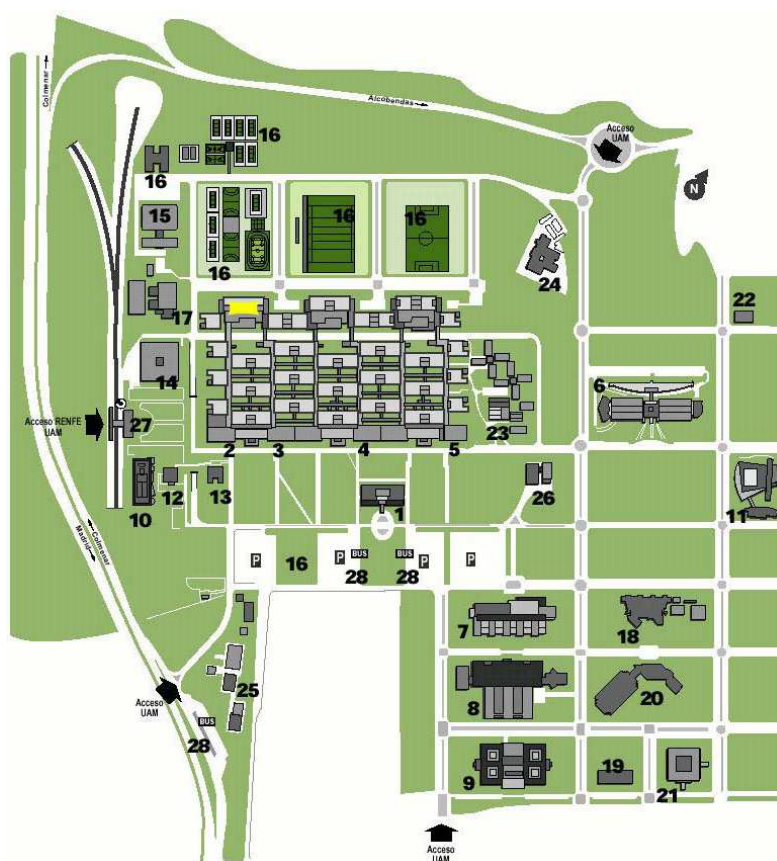 Colmenar
Alcobendas
Acceso
UAM
16
N
16
15
16
16
16
24
17
22
14
6
Acceso RENFE
UAM
27
23
2
3
4
5
10
12
13
1
26
11
Colmenar
Madrid
P
16
P
BUS
28
BUS
28
P
P
7
18
25
8
20
Acceso
UAM
BUS
28
9
19
21
Acceso
UAM